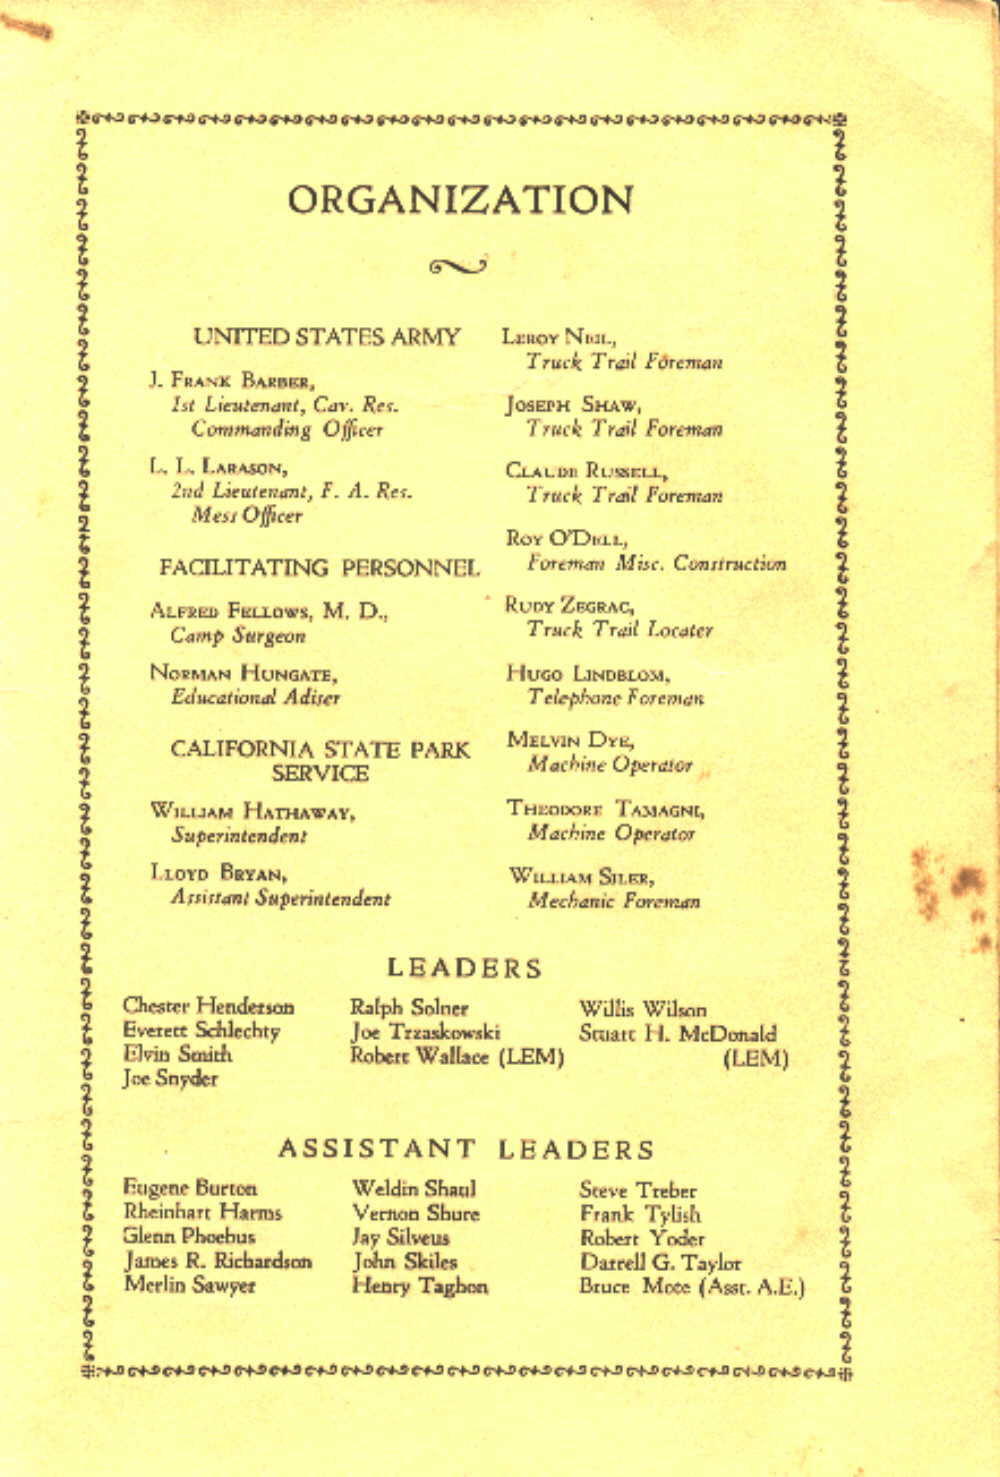 ORGANIZATION
UNITED STATES ARMY
J. FRANK BARBER,
1st Lieutenant, Cav. Res.
Commanding Officer
L. L. LARASON,
2nd Lieutenant, F. A. Res.
Mess Officer
FACILITATING PERSONNEL
ALFRED FELLOWS, M. D.,
Camp Surgeon
NORMAN HUNGATE,
Educational Adiser
CALIFORNIA STATE PARK
SERVICE
WILLIAM HATHAWAY,
Superintendent
LLOYD BRYAN,
Assistant Superintendent
LEROY
Truck Trail Foreman
JOSEPH SHAW,
Truck Trail Foreman
CLAUDE RUSSELL,
Truck Trail Foreman
ROY O'DELL,
Foreman Misc. Construction
RUDY ZEGRAC,
Truck Trail Locater
HUGO LINDBLOM,
Telephone Foreman
MELVIN DYE,
Machine Operator
THEODORE TAMAGNI,
Machine Operator
WILLIAM SILER,
Mechanic Foreman
LEADERS
Chester Henderson
Everett Schlechty
Elvin Smith
Joe Snyder
Ralph Solner
Joe Trzaskowski
Robert Wallace (LEM)
Willis Wilson
Stuart H. McDonald
(LEM)
ASSISTANT LEADERS
Eugene Burton
Rheinhart Harms
Glenn Phoebus
James R. Richardson
Merlin Sawyer
Weldin Shaul
Vernon Shure
Jay Silveus
John Skiles
Henry Taghon
Steve Treber
Frank Tylish
Robert Yoder
Darrell G. Taylor
Bruce (Asst. A.E.)